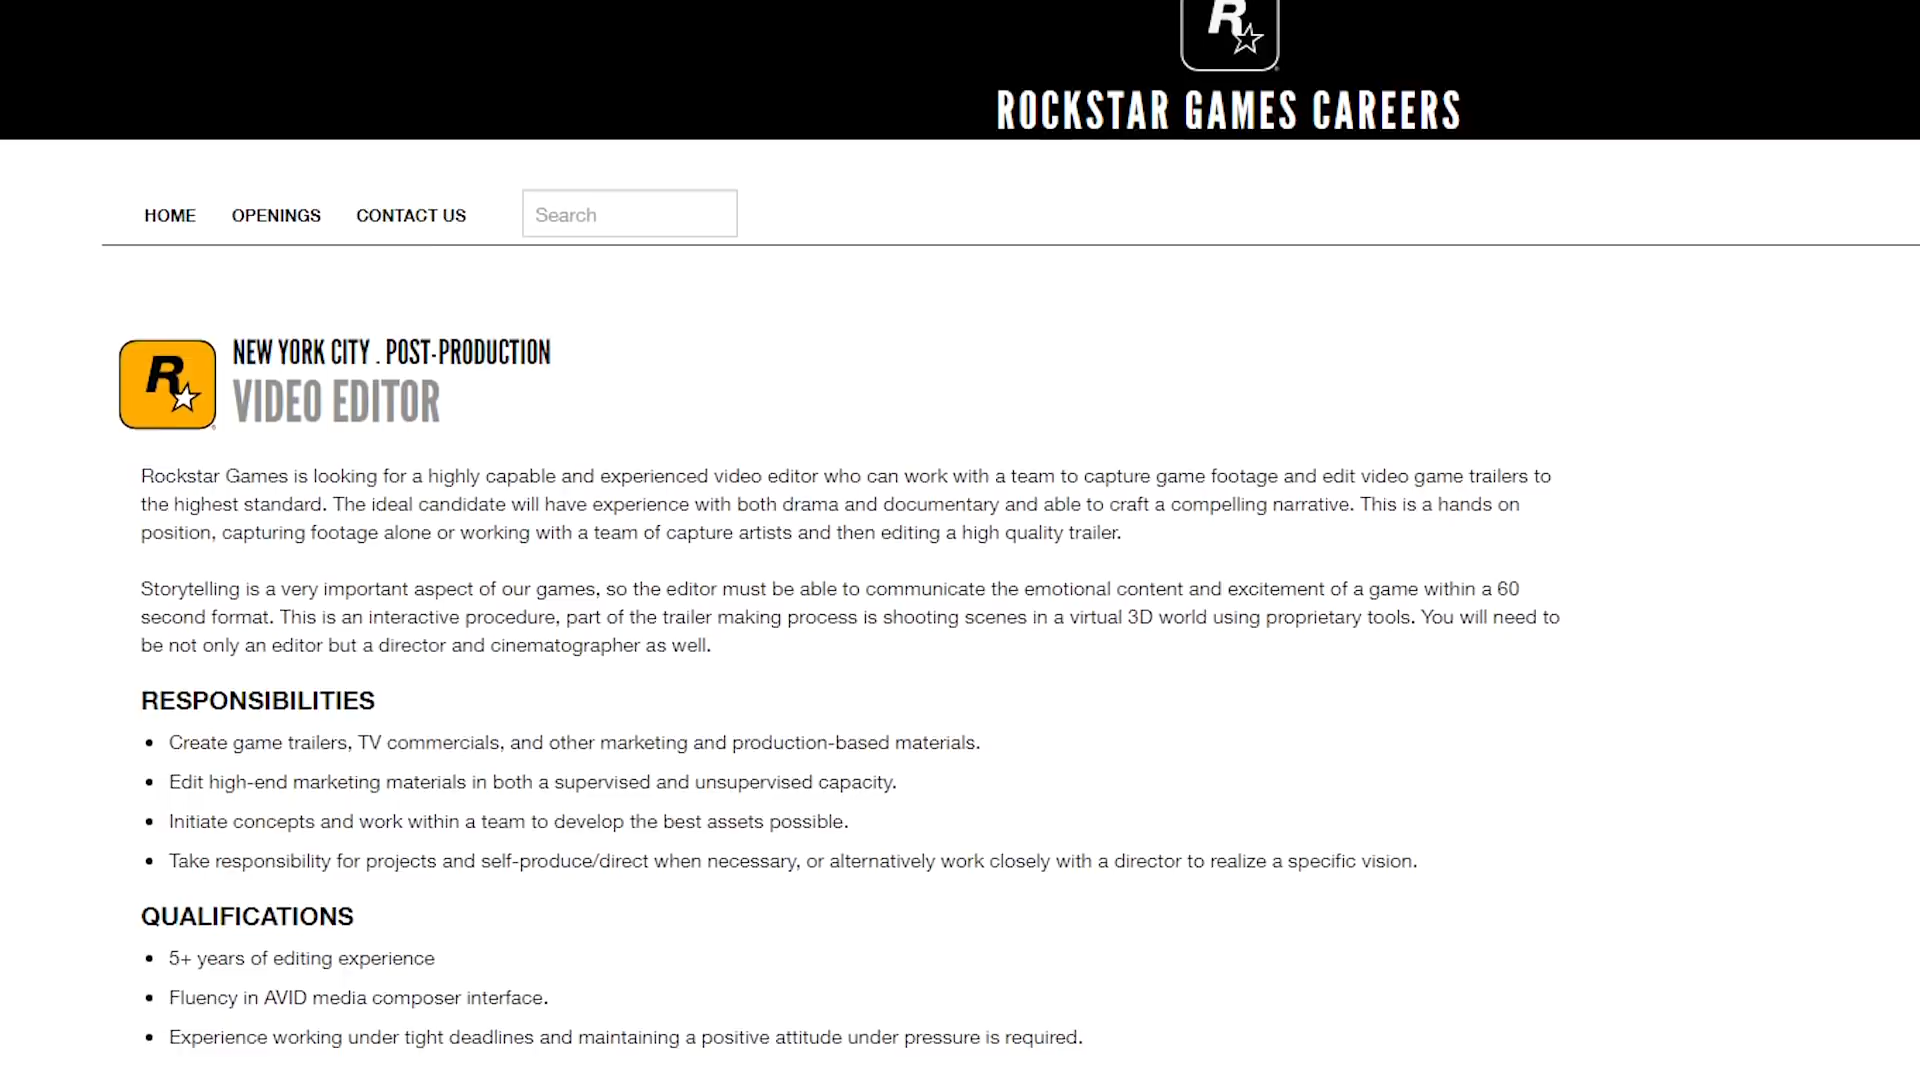 R
ROCKSTAR GAMES CAREERS
HOME OPENINGS CONTACT US Search
R
NEW YORK CITY . POST-PRODUCTION
VIDEO EDITOR
Rockstar Games is looking for a highly capable and experienced video editor who can work with a team to capture game footage and edit video game trailers to
the highest standard. The ideal candidate will have experience with both drama and documentary and able to craft a compelling narrative. This is a hands on
position, capturing footage alone or working with a team of capture artists and then editing a high quality trailer.
Storytelling is a very important aspect of our games, so the editor must be able to communicate the emotional content and excitement of a game within a 60
second format. This is an interactive procedure, part of the trailer making process is shooting scenes in a virtual 3D world using proprietary tools. You will need to
be not only an editor but a director and cinematographer as well.
RESPONSIBILITIES
• Create game trailers, TV commercials, and other marketing and production-based materials.
• Edit high-end marketing materials in both a supervised and unsupervised capacity.
• Initiate concepts and work within a team to develop the best assets possible.
• Take responsibility for projects and self-produce/direct when necessary, or alternatively work closely with a director to realize a specific vision.
QUALIFICATIONS
• 5+ years of editing experience
• Fluency in AVID media composer interface.
• Experience working under tight deadlines and maintaining a positive attitude under pressure is required.